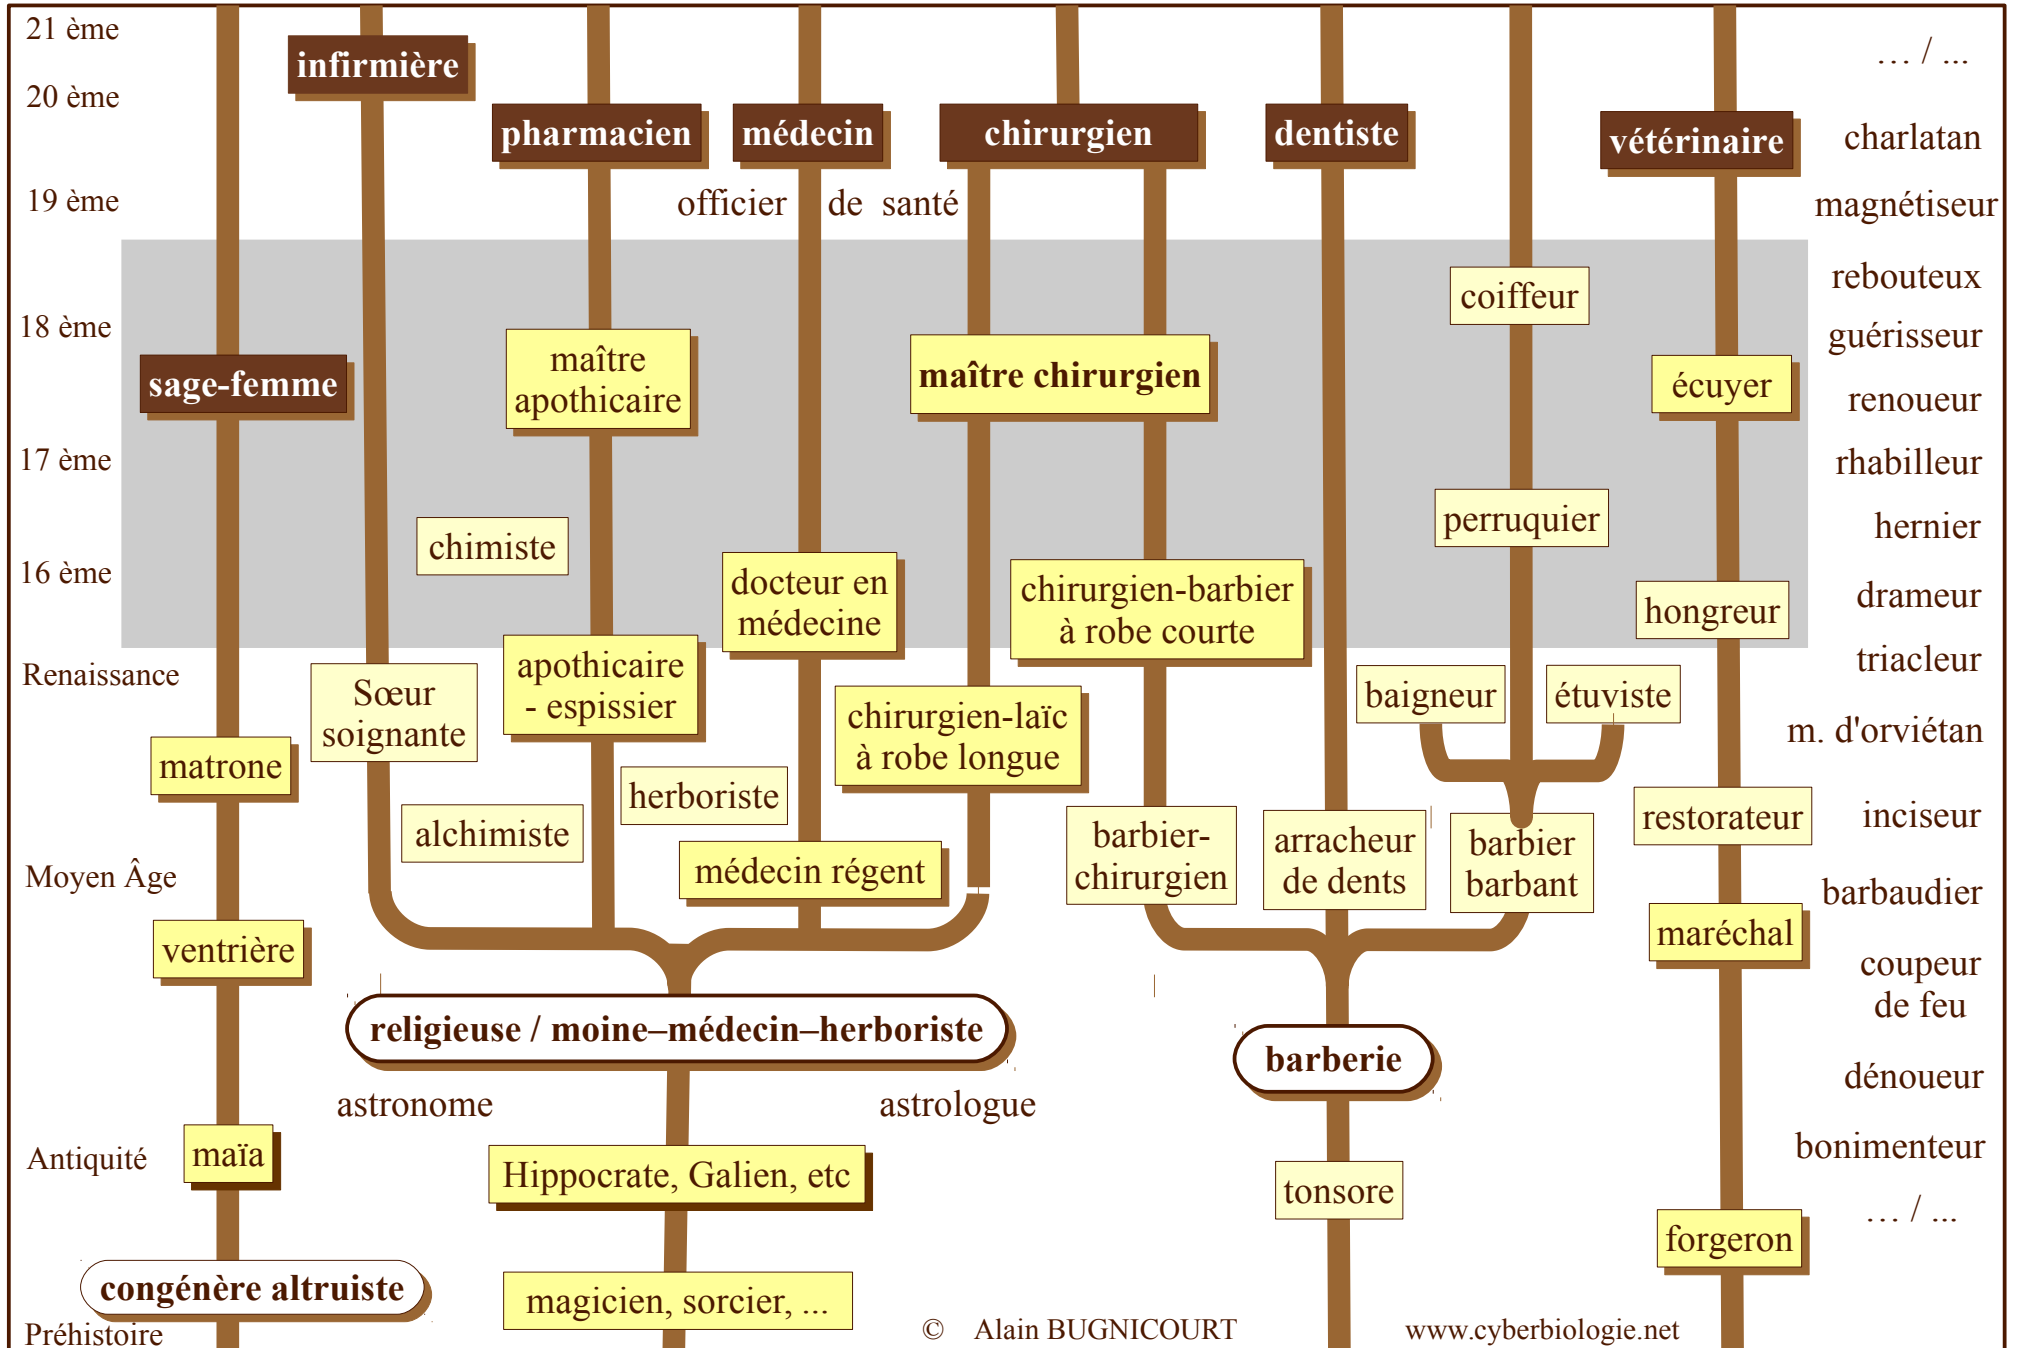 21 ème
infirmière
… / ...
20 ème
pharmacien
médecin
chirurgien
dentiste
vétérinaire
charlatan
19 ème
officier de santé
magnétiseur
rebouteux
coiffeur
18 ème
guérisseur
maître
apothicaire
maître chirurgien
sage-femme
écuyer
renoueur
17 ème
rhabilleur
perruquier
hernier
chimiste
16 ème
docteur en
médecine
chirurgien-barbier
à robe courte
hongreur
drameur
Renaissance
Sœur
soignante
apothicaire
- espissier
baigneur
étuviste
triacleur
chirurgien-laïc
à robe longue
m. d'orviétan
matrone
herboriste
alchimiste
restorateur
inciseur
barbier-
chirurgien
arracheur
de dents
barbier
barbant
Moyen Âge
médecin régent
barbaudier
ventrière
maréchal
coupeur
de feu
religieuse / moine–médecin–herboriste
barberie
dénoueur
astronome
astrologue
Antiquité
maïa
Hippocrate, Galien, etc
tonsore
bonimenteur
… / ...
forgeron
congénère altruiste
magicien, sorcier, ...
Préhistoire
© Alain BUGNICOURT
www.cyberbiologie.net